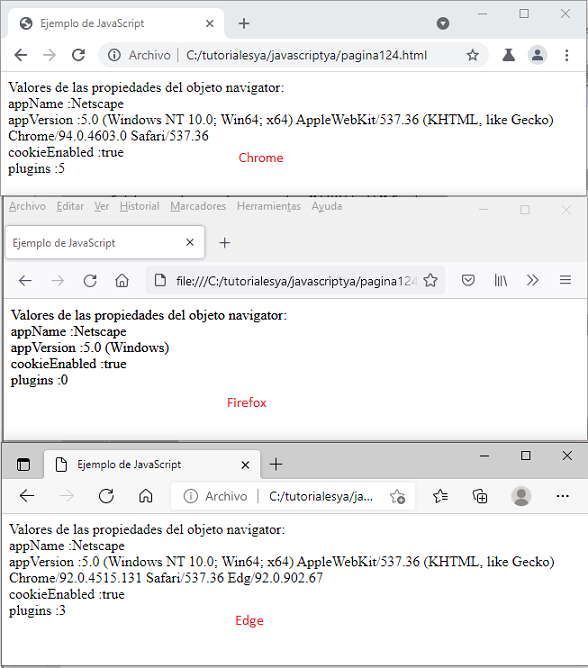 Ejemplo de JavaScript
Archivo | C:/tutorialesya/javascriptya/pagina124.html
Valores de las propiedades del objeto navigator:
appName :Netscape
appVersion :5.0 (Windows NT 10.0; Win64; x64) AppleWebKit/537.36 (KHTML, like Gecko)
Chrome/94.0.4603.0 Safari/537.36
cookieEnabled :true
plugins :5
Chrome
Archivo Editar Ver Historial Marcadores Herramientas Ayuda
Ejemplo de JavaScript
file:///C:/tutorialesya/javascriptya/pagina124
Valores de las propiedades del objeto navigator:
appName :Netscape
appVersion :5.0 (Windows)
cookieEnabled :true
plugins :0
Firefox
Ejemplo de JavaScript
Archivo | C:/tutorialesya/ja...
Valores de las propiedades del objeto navigator:
appName :Netscape
appVersion :5.0 (Windows NT 10.0; Win64; x64) AppleWebKit/537.36 (KHTML, like Gecko)
Chrome/92.0.4515.131 Safari/537.36 Edg/92.0.902.67
cookieEnabled :true
plugins :3
Edge